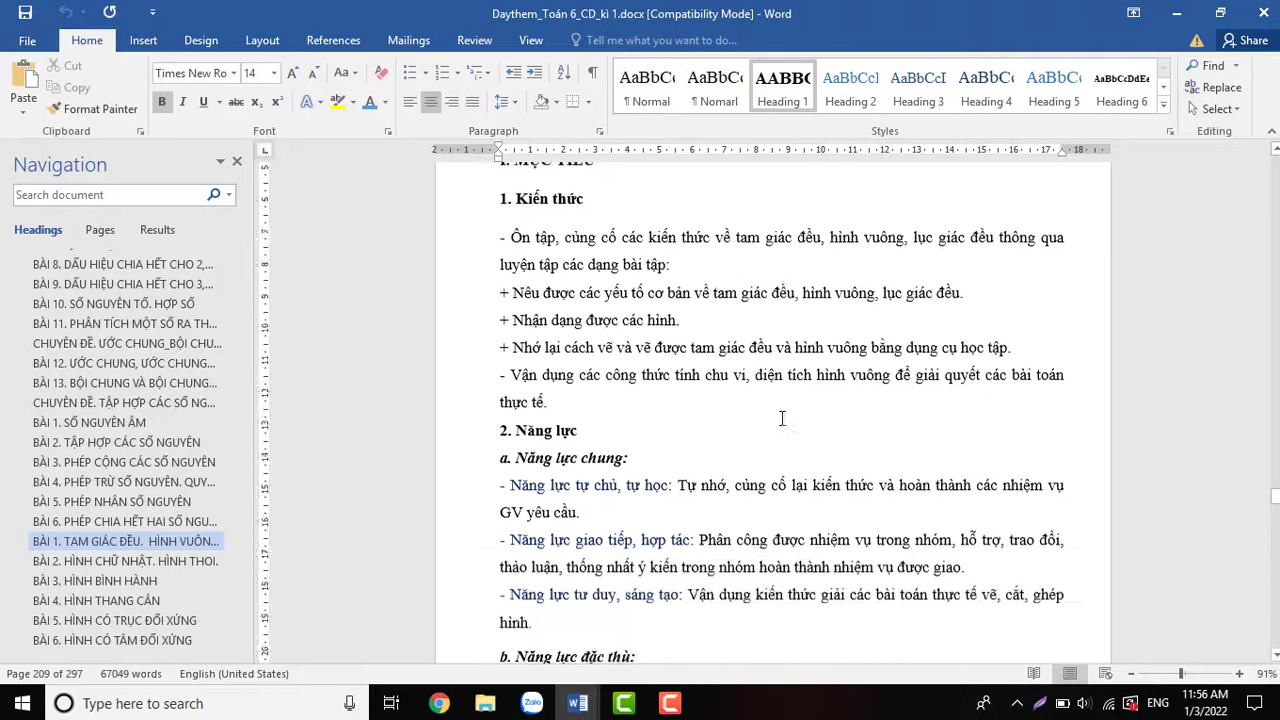 Daythem_Toán 6_CD_kì 1.docx [Compatibility Mode] - Word
File Home Insert Design Layout References Mailings Review View Tell me what you want to do... Share
Cut
Copy
Paste
Format Painter
Clipboard
Times New Ro 14
Font
Paragraph
AaBbCc AaBbCc AABBC AaBbCcI AaBbCcI AaBbCc AaBbCc AaBbCcDdEe
¶ Normal ¶ Nomarl Heading 1 Heading 2 Heading 3 Heading 4 Heading 5 Heading 6
Styles
Find
Replace
Select
Editing
Navigation
Search document
Headings Pages Results
BÀI 8. DẤU HIỆU CHIA HẾT CHO 2,...
BÀI 9. DẤU HIỆU CHIA HẾT CHO 3,...
BÀI 10. SỐ NGUYÊN TỐ. HỢP SỐ
BÀI 11. PHÂN TÍCH MỘT SỐ RA TH...
CHUYÊN ĐỀ. ƯỚC CHUNG_BỘI CHU...
BÀI 12. ƯỚC CHUNG, ƯỚC CHUNG...
BÀI 13. BỘI CHUNG VÀ BỘI CHUNG...
CHUYÊN ĐỀ. TẬP HỢP CÁC SỐ NG...
BÀI 1. SỐ NGUYÊN ÂM
BÀI 2. TẬP HỢP CÁC SỐ NGUYÊN
BÀI 3. PHÉP CỘNG CÁC SỐ NGUYÊN
BÀI 4. PHÉP TRỪ SỐ NGUYÊN. QUY...
BÀI 5. PHÉP NHÂN SỐ NGUYÊN
BÀI 6. PHÉP CHIA HẾT HAI SỐ NGU...
BÀI 1. TAM GIÁC ĐỀU. HÌNH VUÔN...
BÀI 2. HÌNH CHỮ NHẬT. HÌNH THOI.
BÀI 3. HÌNH BÌNH HÀNH
BÀI 4. HÌNH THANG CÂN
BÀI 5. HÌNH CÓ TRỤC ĐỐI XỨNG
BÀI 6. HÌNH CÓ TÂM ĐỐI XỨNG
I. MỤC TIÊU
1. Kiến thức
- Ôn tập, củng cố các kiến thức về tam giác đều, hình vuông, lục giác đều thông qua
luyện tập các dạng bài tập:
+ Nêu được các yếu tố cơ bản về tam giác đều, hình vuông, lục giác đều.
+ Nhận dạng được các hình.
+ Nhớ lại cách vẽ và vẽ được tam giác đều và hình vuông bằng dụng cụ học tập.
- Vận dụng các công thức tính chu vi, diện tích hình vuông để giải quyết các bài toán
thực tế.
2. Năng lực
a. Năng lực chung:
- Năng lực tự chủ, tự học: Tự nhớ, củng cố lại kiến thức và hoàn thành các nhiệm vụ
GV yêu cầu.
- Năng lực giao tiếp, hợp tác: Phân công được nhiệm vụ trong nhóm, hỗ trợ, trao đổi,
thảo luận, thống nhất ý kiến trong nhóm hoàn thành nhiệm vụ được giao.
- Năng lực tư duy, sáng tạo: Vận dụng kiến thức giải các bài toán thực tế vẽ, cắt, ghép
hình.
b. Năng lực đặc thù:
Page 209 of 297 67049 words English (United States) 91%
Type here to search
Zalo
ENG
11:56 AM
1/3/2022